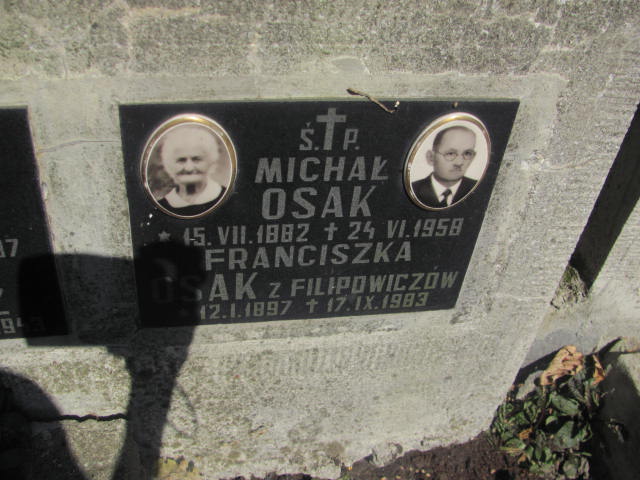 Ś. P.
MICHAŁ
OSAK
* 15. VII. 1882 ✝ 24 VI. 1958
FRANCISZKA
OSAK Z FILIPOWICZÓW
* 12. I. 1897 ✝ 17. IX. 1983